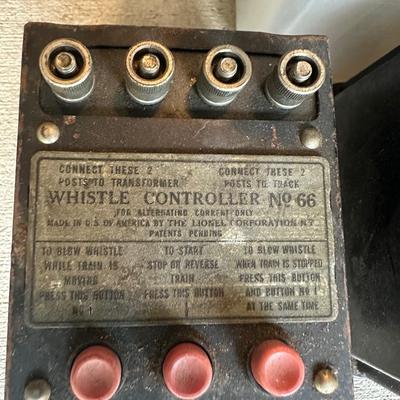 CONNECT THESE 2 CONNECT THESE 2
POSTS TO TRANSFORMER POSTS TO TRACK
WHISTLE CONTROLLER No 66
FOR ALTERNATING CURRENT ONLY
MADE IN U.S. OF AMERICA BY THE LIONEL CORPORATION N.Y.
PATENTS PENDING
TO BLOW WHISTLE
WHILE TRAIN IS
MOVING
PRESS THIS BUTTON
NO 1
TO START
STOP OR REVERSE
TRAIN
PRESS THIS BUTTON
TO BLOW WHISTLE
WHEN TRAIN IS STOPPED
PRESS THIS BUTTON
AND BUTTON NO 1
AT THE SAME TIME